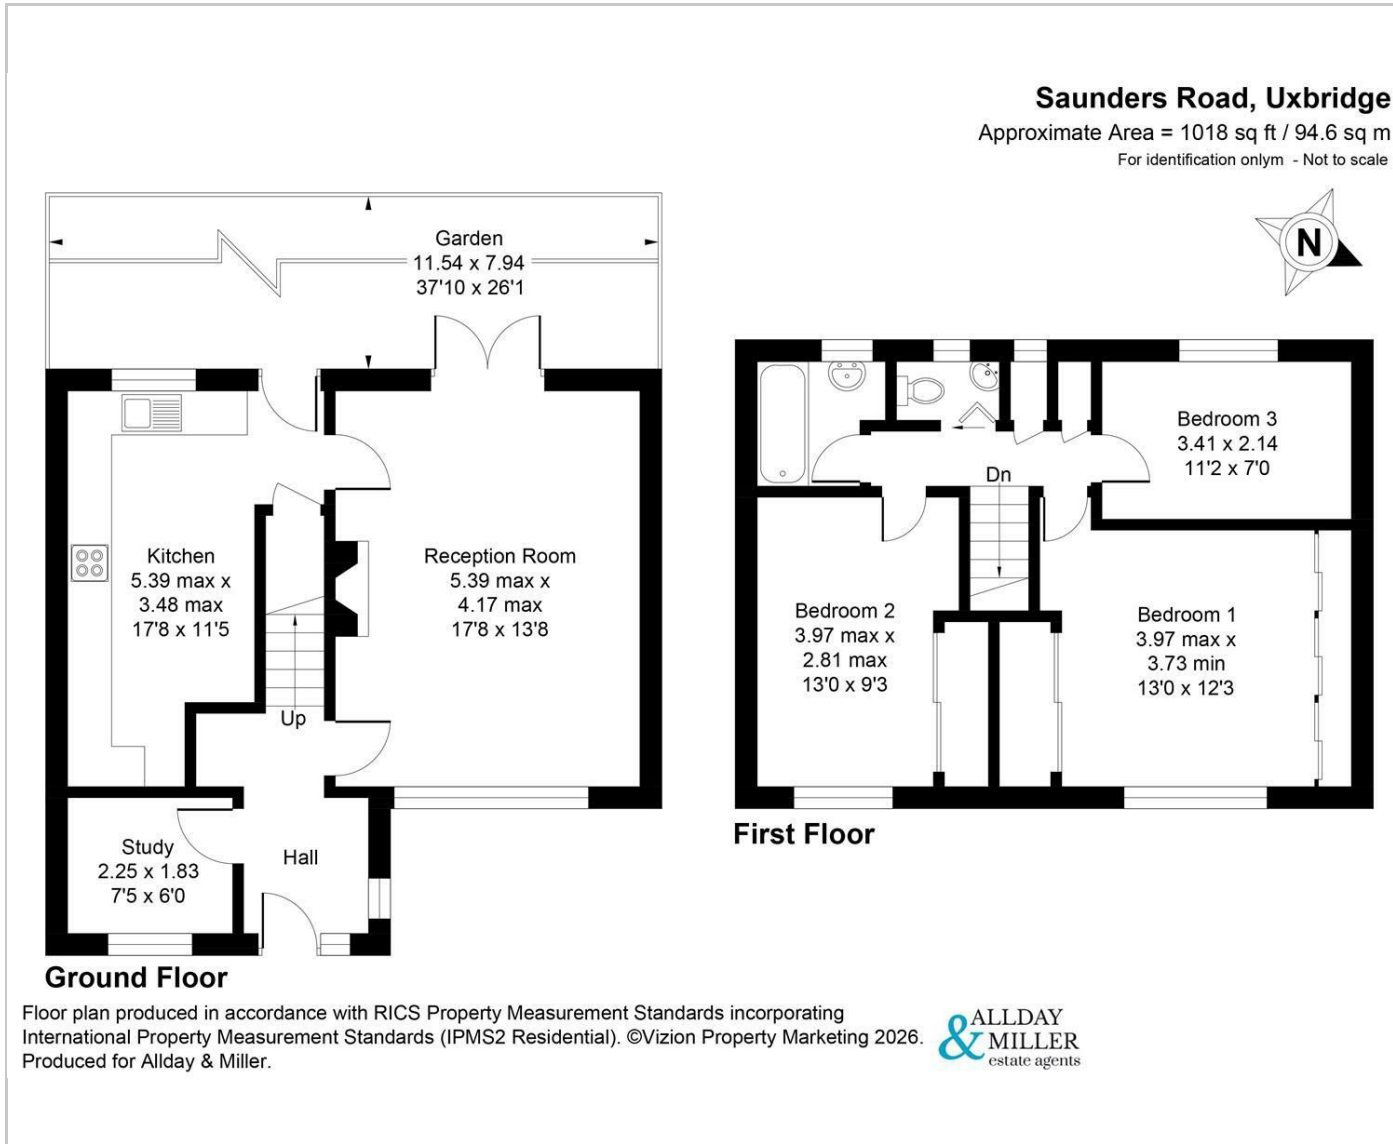 Saunders Road, Uxbridge
Approximate Area = 1018 sq ft / 94.6 sq m
For identification onlym - Not to scale
N
Garden
11.54 x 7.94
37'10 x 26'1
Kitchen
5.39 max x
3.48 max
17'8 x 11'5
Reception Room
5.39 max x
4.17 max
17'8 x 13'8
Up
Study
2.25 x 1.83
7'5 x 6'0
Hall
Ground Floor
Bedroom 3
3.41 x 2.14
11'2 x 7'0
Dn
Bedroom 2
3.97 max x
2.81 max
13'0 x 9'3
Bedroom 1
3.97 max x
3.73 min
13'0 x 12'3
First Floor
Floor plan produced in accordance with RICS Property Measurement Standards incorporating
International Property Measurement Standards (IPMS2 Residential). ©Vizion Property Marketing 2026.
Produced for Allday & Miller.
ALLDAY
& MILLER
estate agents